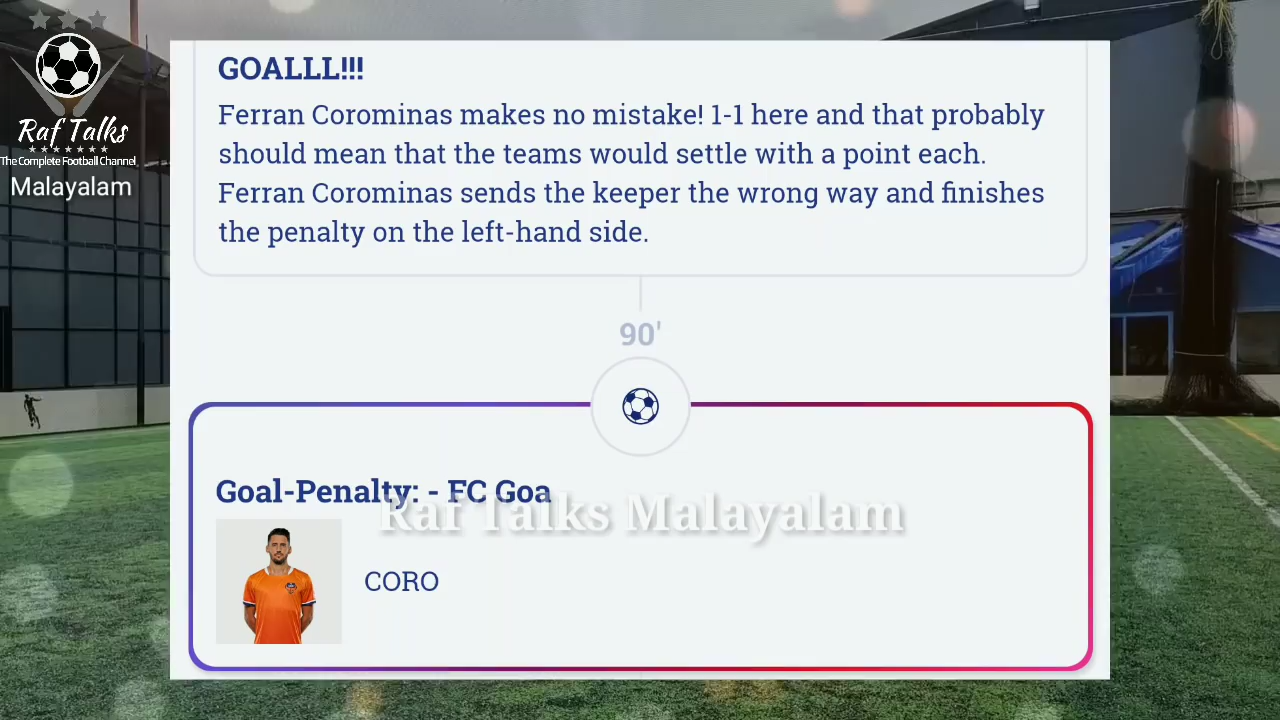 Raf Talks
The Complete Football Channel
Malayalam
GOALLL!!!
Ferran Corominas makes no mistake! 1-1 here and that probably
should mean that the teams would settle with a point each.
Ferran Corominas sends the keeper the wrong way and finishes
the penalty on the left-hand side.
90'
Goal-Penalty: - FC Goa
Raf Talks Malayalam
CORO